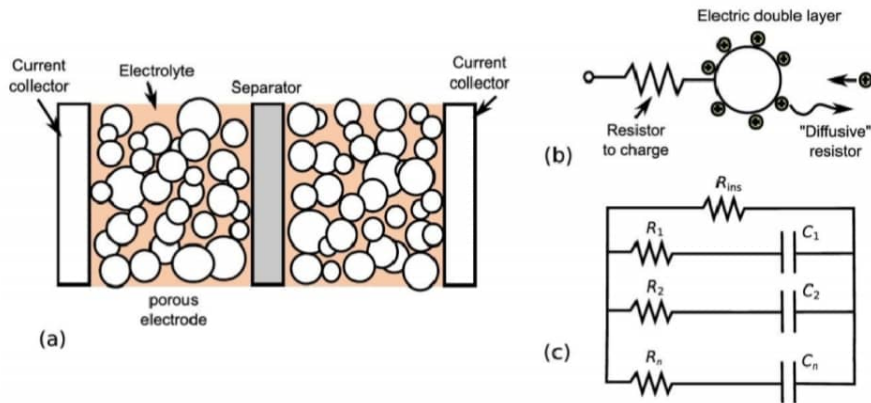 Current
collector
Electrolyte
Separator
Current
collector
porous
electrode
(a)
Electric double layer
Resistor
to charge
"Diffusive"
resistor
(b)
R_ins
R_1
C_1
R_2
C_2
R_n
C_n
(c)